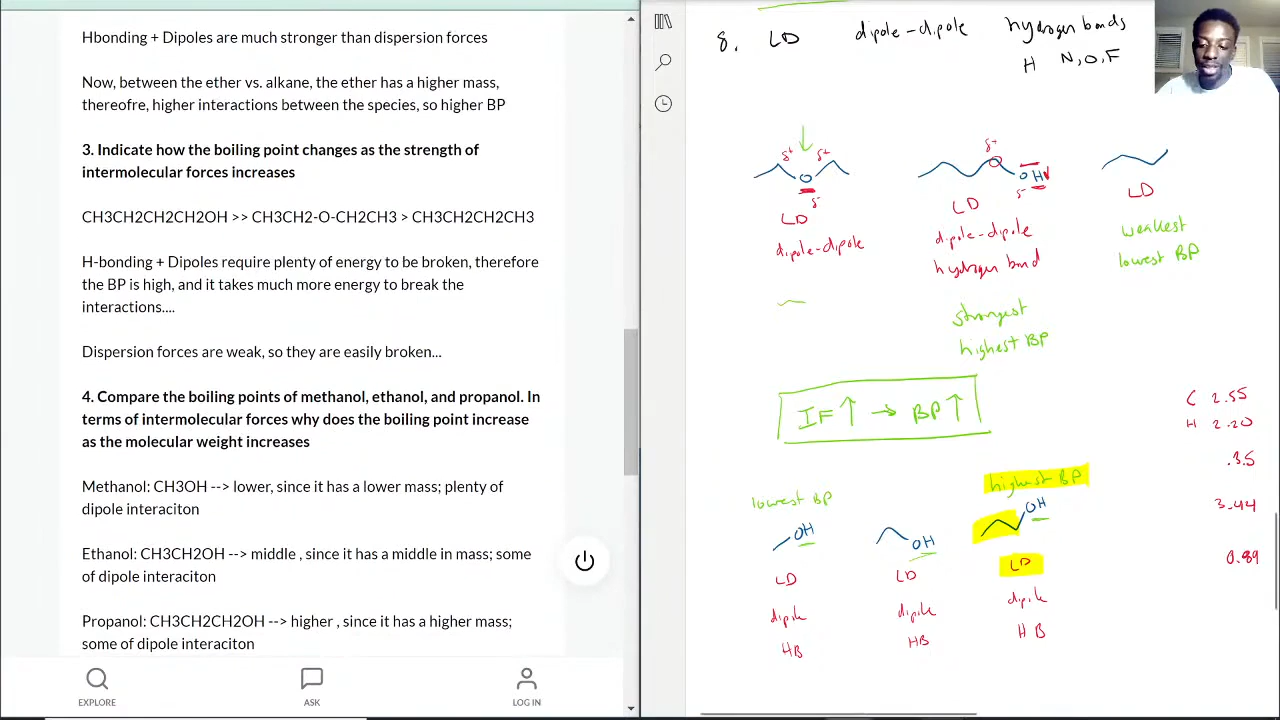 Hbonding + Dipoles are much stronger than dispersion forces
Now, between the ether vs. alkane, the ether has a higher mass,
thereofre, higher interactions between the species, so higher BP
3. Indicate how the boiling point changes as the strength of
intermolecular forces increases
CH3CH2CH2CH2OH >> CH3CH2-O-CH2CH3 > CH3CH2CH2CH3
H-bonding + Dipoles require plenty of energy to be broken, therefore
the BP is high, and it takes much more energy to break the
interactions....
Dispersion forces are weak, so they are easily broken...
4. Compare the boiling points of methanol, ethanol, and propanol. In
terms of intermolecular forces why does the boiling point increase
as the molecular weight increases
Methanol: CH3OH --> lower, since it has a lower mass; plenty of
dipole interaciton
Ethanol: CH3CH2OH --> middle , since it has a middle in mass; some
of dipole interaciton
Propanol: CH3CH2CH2OH --> higher , since it has a higher mass;
some of dipole interaciton
EXPLORE
ASK
LOG IN
8. LD dipole-dipole hydrogen bonds
H N,O,F
δ+ δ+ δ+
O OH
δ- δ-
LD LD LD
dipole-dipole dipole-dipole weakest
hydrogen bond lowest BP
strongest
highest BP
IF ↑ → BP ↑
C 2.55
H 2.20
.35
3.44
0.89
lowest BP highest BP
OH OH OH
LD LD LD
dipole dipole dipole
HB HB HB